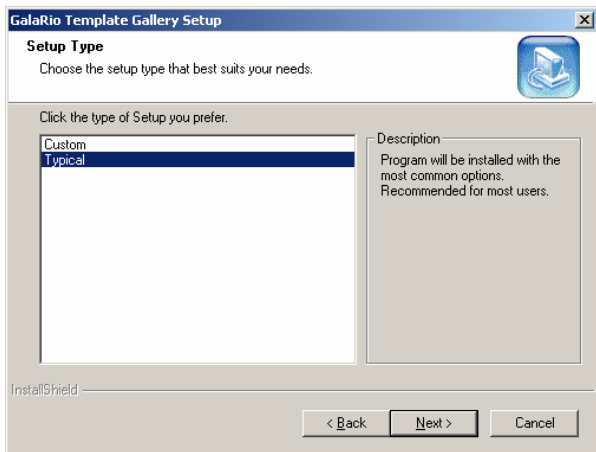 GalaRio Template Gallery Setup
Setup Type
Choose the setup type that best suits your needs.
Click the type of Setup you prefer.
Custom
Typical
Description
Program will be installed with the
most common options.
Recommended for most users.
InstallShield
< Back
Next >
Cancel